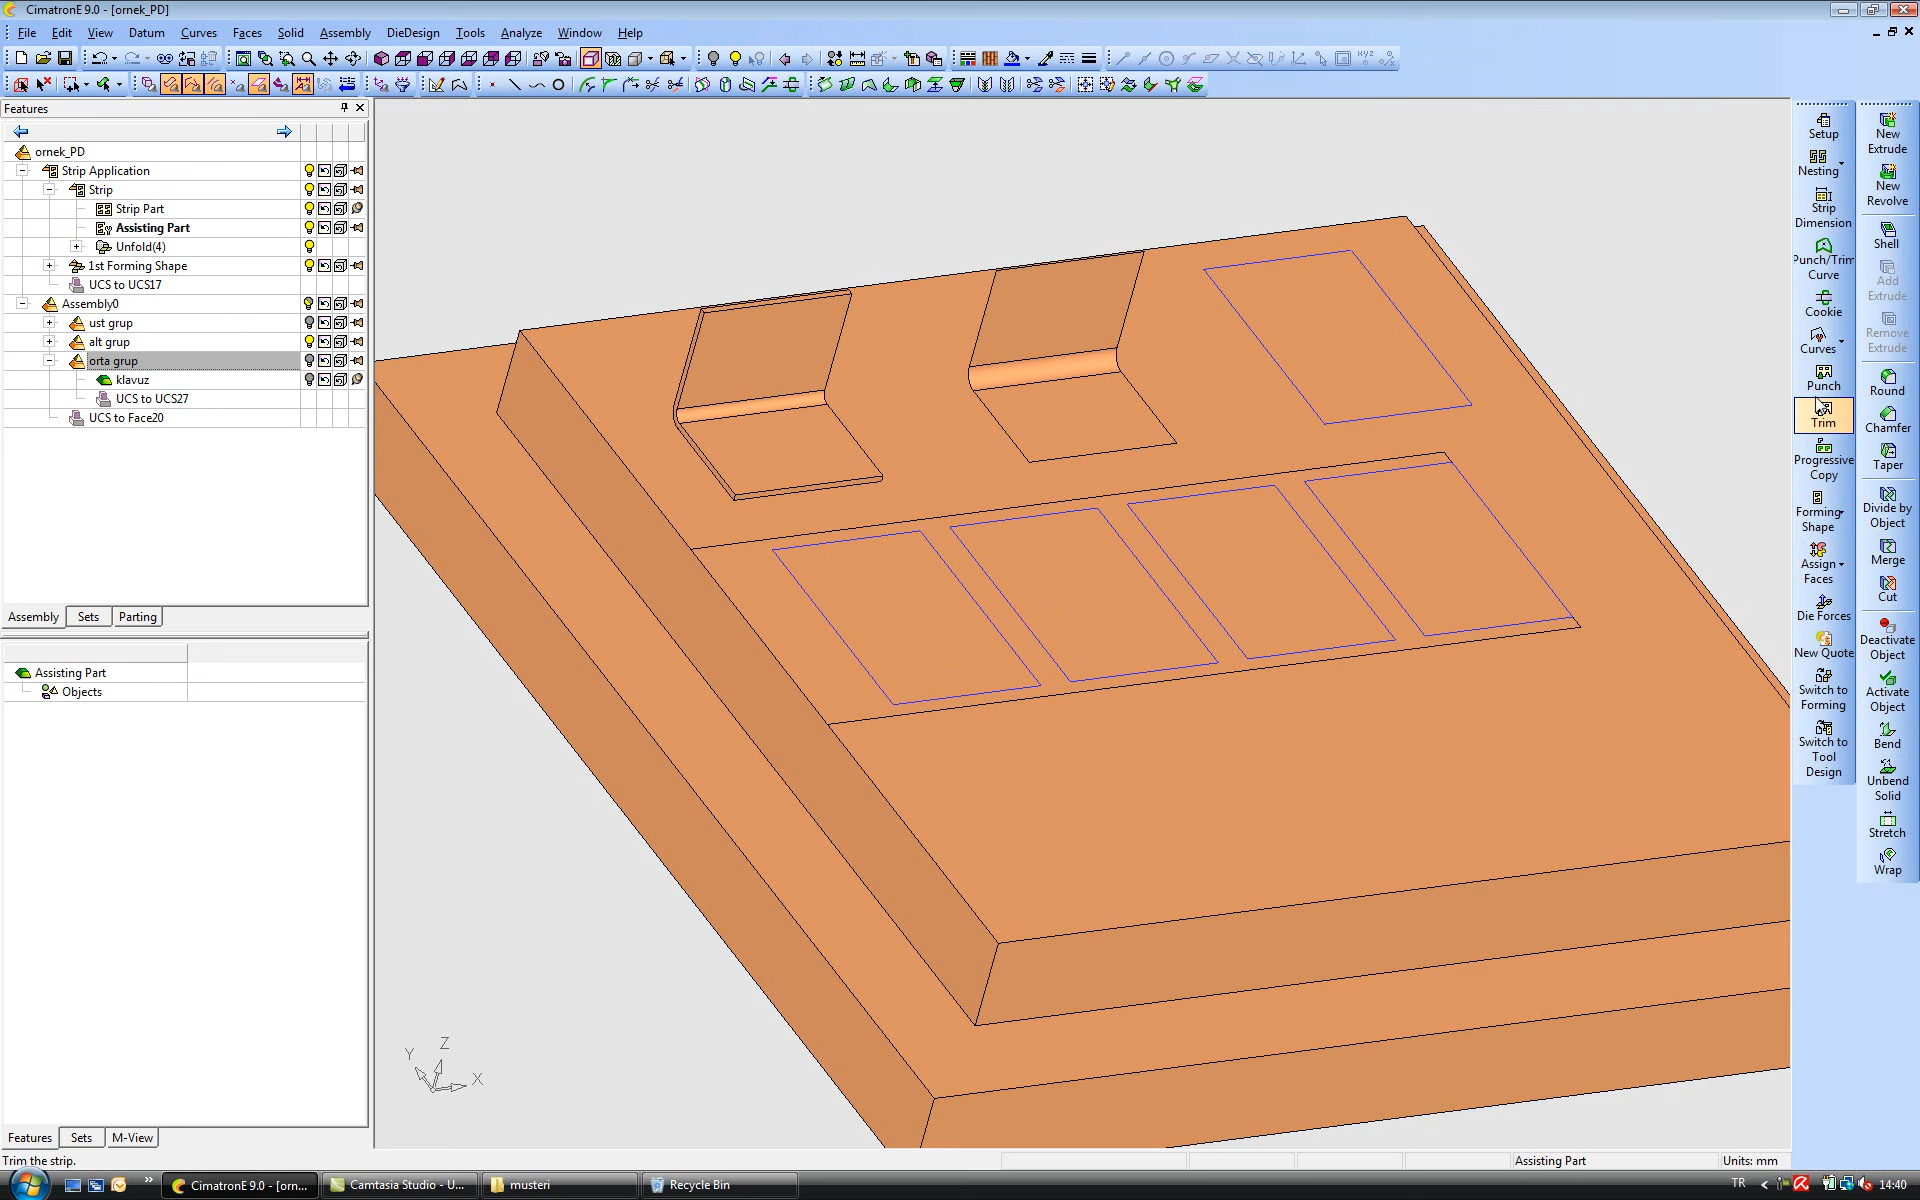 CimatronE 9.0 - [ornek_PD]
File Edit View Datum Curves Faces Solid Assembly DieDesign Tools Analyze Window Help
Features
ornek_PD
Strip Application
Strip
Strip Part
Assisting Part
Unfold(4)
1st Forming Shape
UCS to UCS17
Assembly0
ust grup
alt grup
orta grup
klavuz
UCS to UCS27
UCS to Face20
Assembly Sets Parting
Assisting Part
Objects
Features Sets M-View
Z
Y
X
Setup
Nesting
Strip
Dimension
Punch/Trim
Curve
Cookie
Curves
Punch
Trim
Progressive
Copy
Forming
Shape
Assign
Faces
Die Forces
New Quote
Switch to
Forming
Switch to
Tool
Design
New
Extrude
New
Revolve
Shell
Add
Extrude
Remove
Extrude
Round
Chamfer
Taper
Divide by
Object
Merge
Cut
Deactivate
Object
Activate
Object
Bend
Unbend
Solid
Stretch
Wrap
Trim the strip.
Assisting Part
Units: mm
CimatronE 9.0 - [orn...
Camtasia Studio - U...
musteri
Recycle Bin
TR
14:40